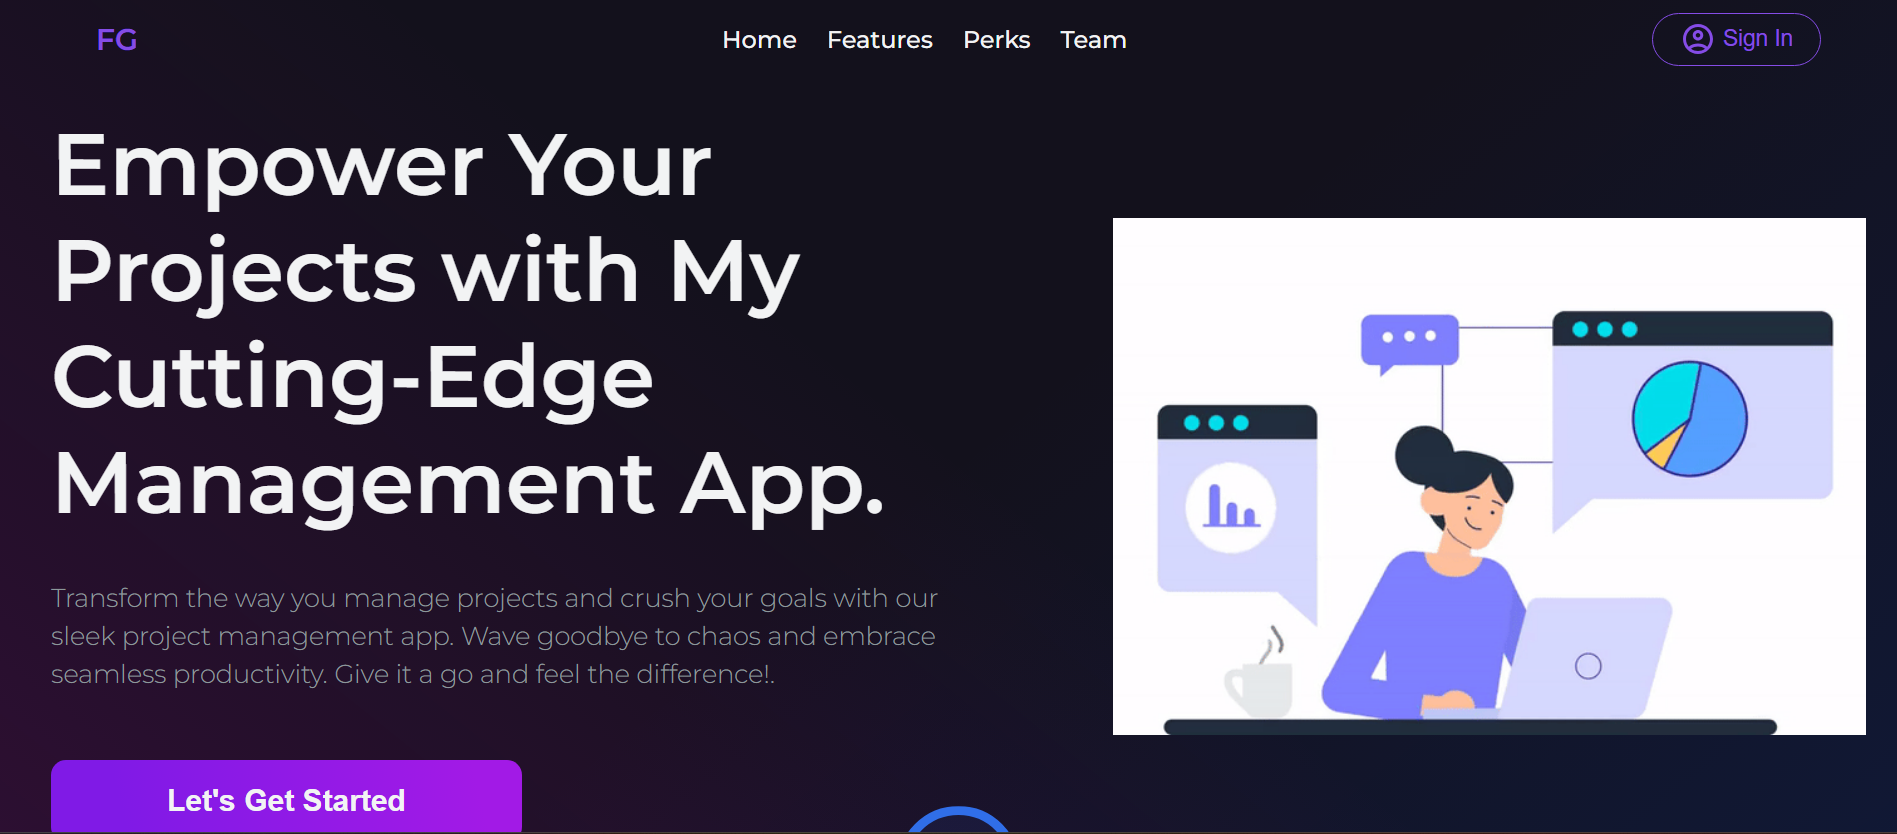 FG
Home Features Perks Team
Sign In
Empower Your
Projects with My
Cutting-Edge
Management App.
Transform the way you manage projects and crush your goals with our
sleek project management app. Wave goodbye to chaos and embrace
seamless productivity. Give it a go and feel the difference!.
Let's Get Started